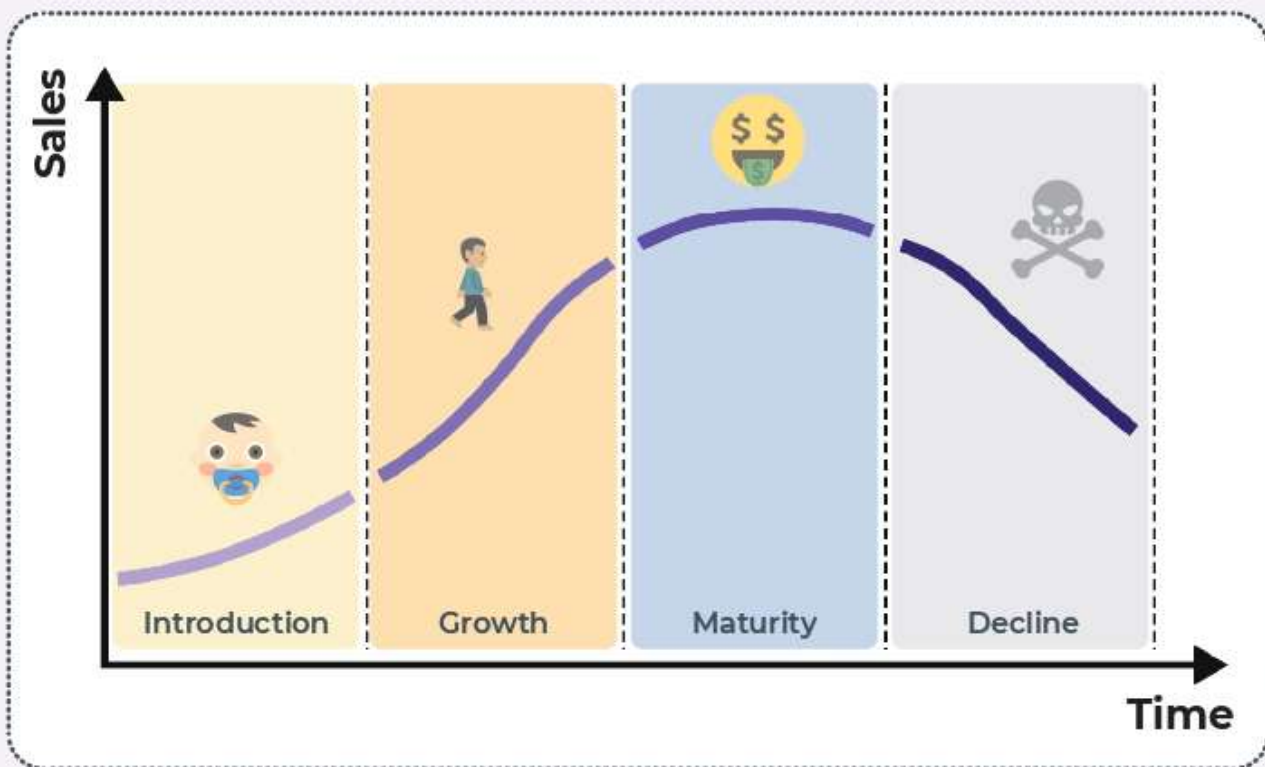 Sales
$ $
$
Introduction
Growth
Maturity
Decline
Time